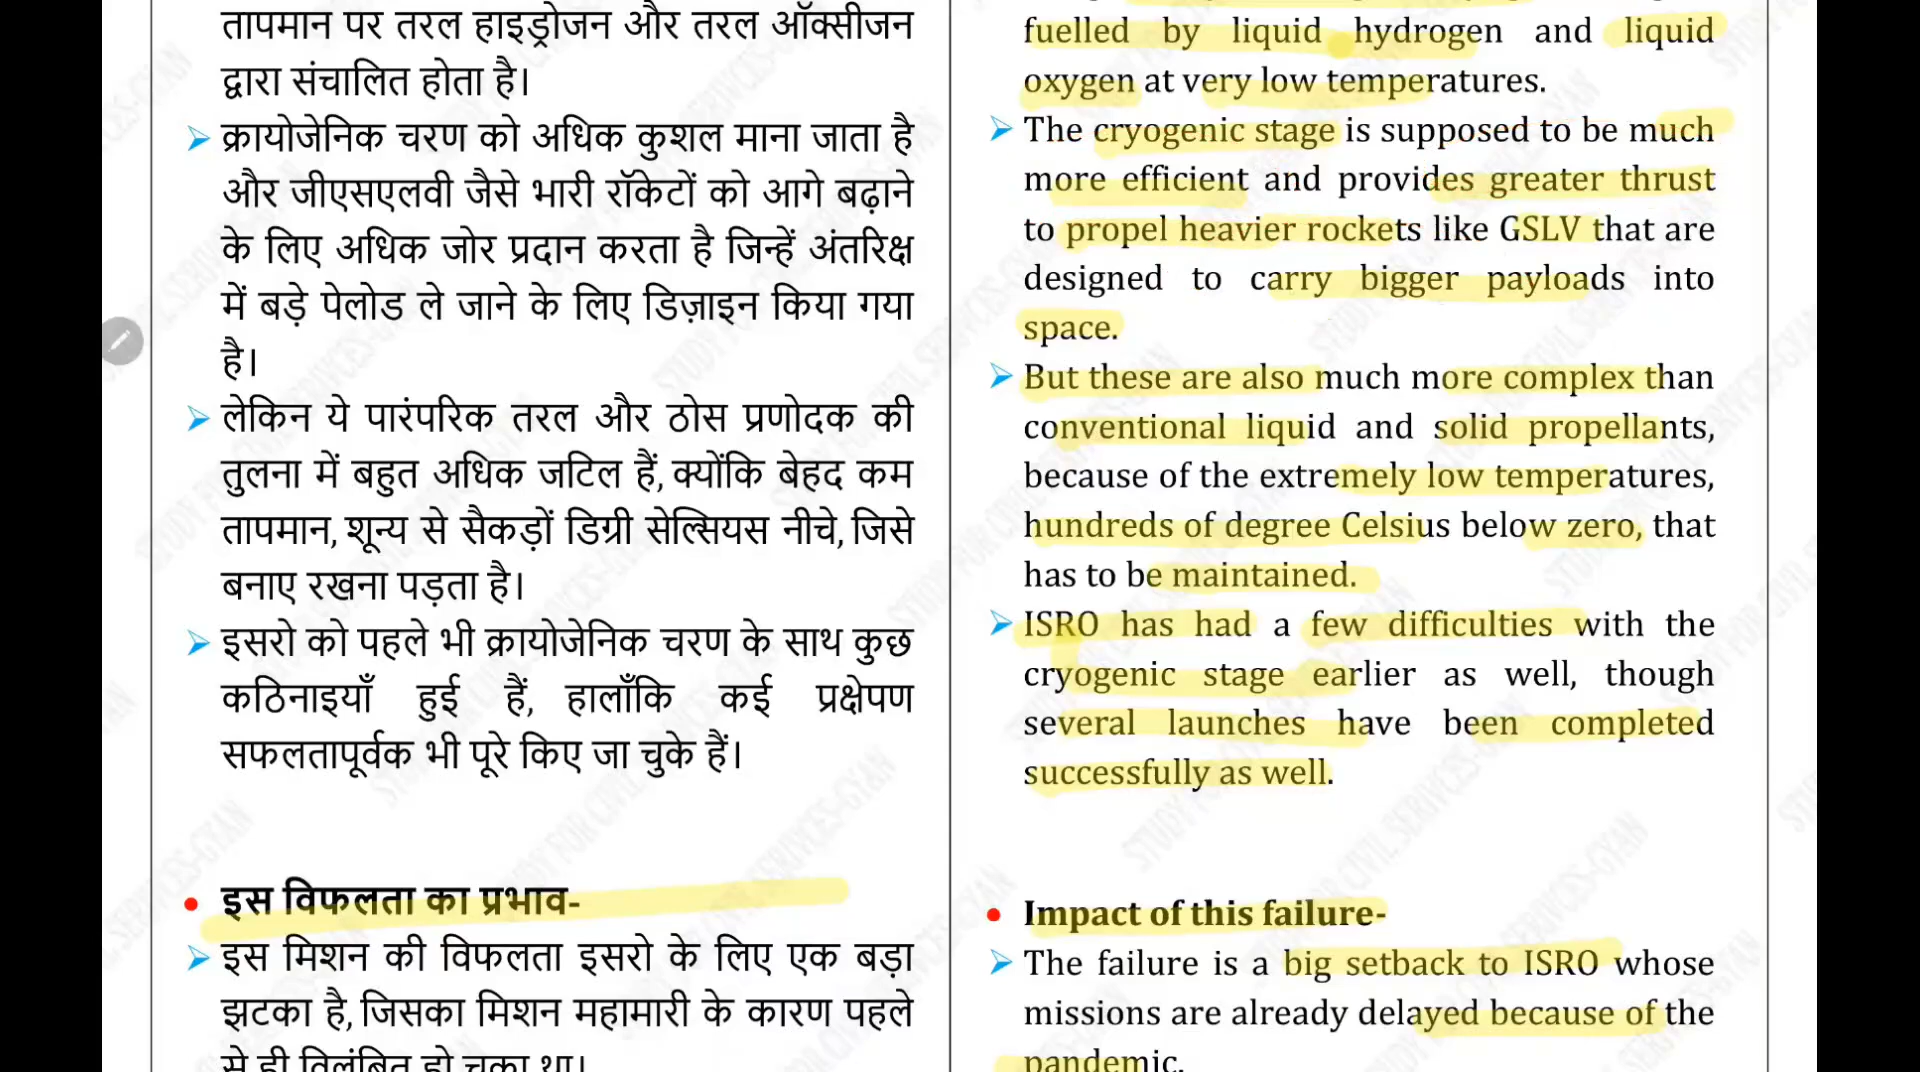 तापमान पर तरल हाइड्रोजन और तरल ऑक्सीजन
द्वारा संचालित होता है।
➢ क्रायोजेनिक चरण को अधिक कुशल माना जाता है
और जीएसएलवी जैसे भारी रॉकेटों को आगे बढ़ाने
के लिए अधिक जोर प्रदान करता है जिन्हें अंतरिक्ष
में बड़े पेलोड ले जाने के लिए डिज़ाइन किया गया
है।
➢ लेकिन ये पारंपरिक तरल और ठोस प्रणोदक की
तुलना में बहुत अधिक जटिल हैं, क्योंकि बेहद कम
तापमान, शून्य से सैकड़ों डिग्री सेल्सियस नीचे, जिसे
बनाए रखना पड़ता है।
➢ इसरो को पहले भी क्रायोजेनिक चरण के साथ कुछ
कठिनाइयाँ हुई हैं, हालाँकि कई प्रक्षेपण
सफलतापूर्वक भी पूरे किए जा चुके हैं।
• इस विफलता का प्रभाव-
➢ इस मिशन की विफलता इसरो के लिए एक बड़ा
झटका है, जिसका मिशन महामारी के कारण पहले
से ही विलंबित हो चुका था।
fuelled by liquid hydrogen and liquid
oxygen at very low temperatures.
➢ The cryogenic stage is supposed to be much
more efficient and provides greater thrust
to propel heavier rockets like GSLV that are
designed to carry bigger payloads into
space.
➢ But these are also much more complex than
conventional liquid and solid propellants,
because of the extremely low temperatures,
hundreds of degree Celsius below zero, that
has to be maintained.
➢ ISRO has had a few difficulties with the
cryogenic stage earlier as well, though
several launches have been completed
successfully as well.
• Impact of this failure-
➢ The failure is a big setback to ISRO whose
missions are already delayed because of the
pandemic.